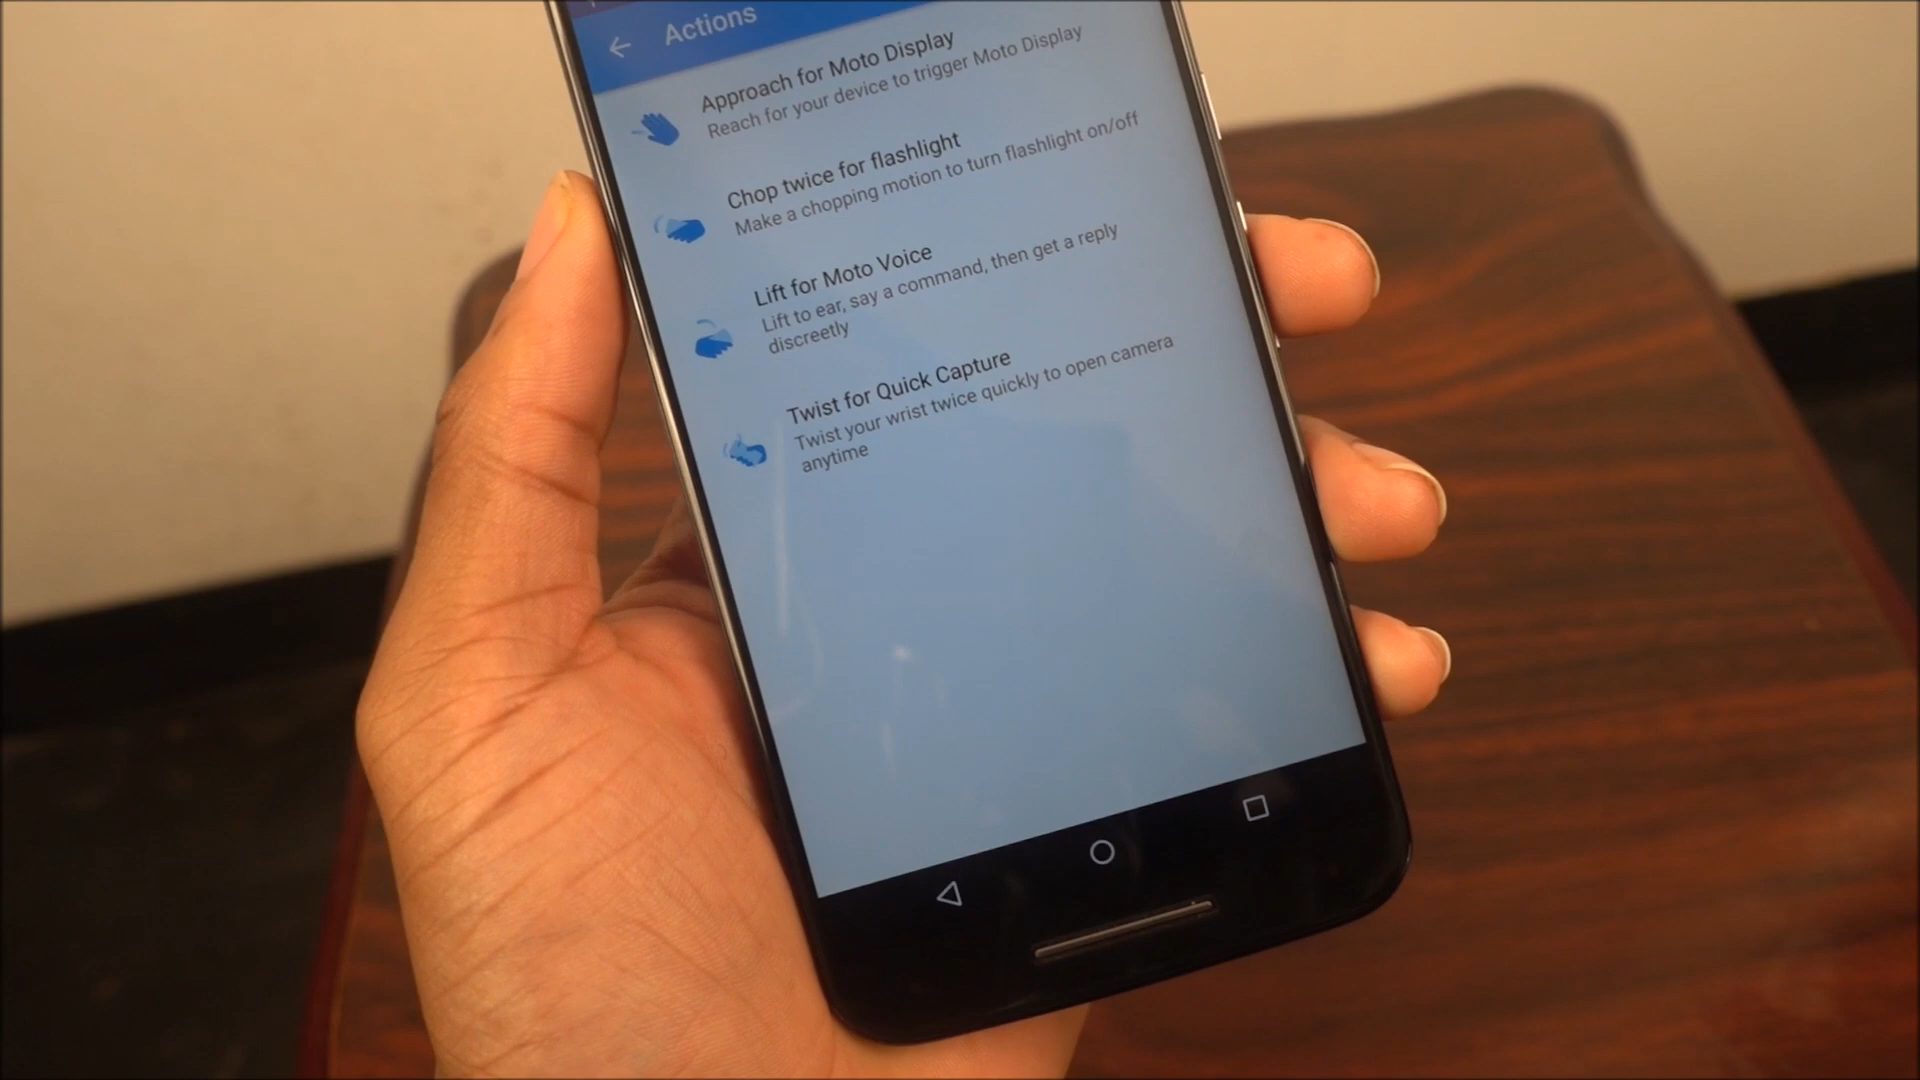 Actions
Approach for Moto Display
Reach for your device to trigger Moto Display
Chop twice for flashlight
Make a chopping motion to turn flashlight on/off
Lift for Moto Voice
Lift to ear, say a command, then get a reply
discreetly
Twist for Quick Capture
Twist your wrist twice quickly to open camera
anytime